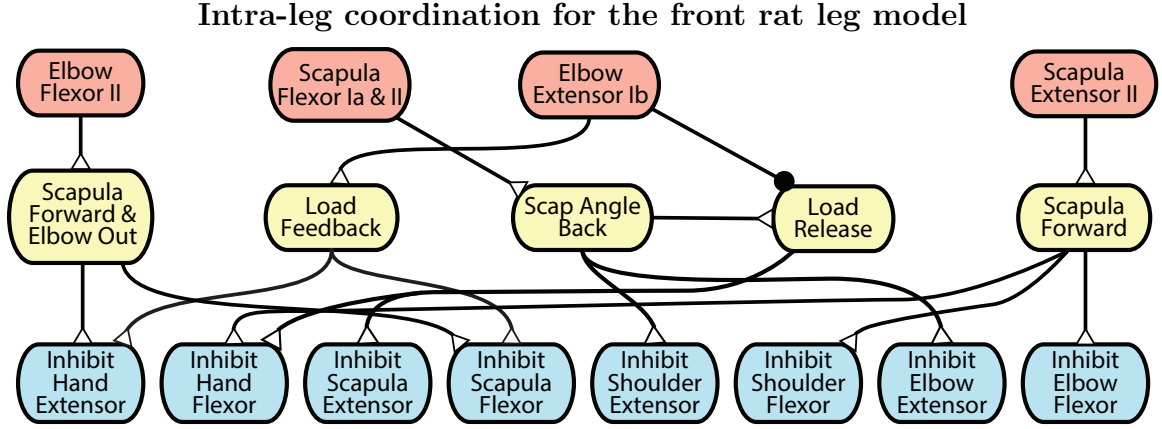 Intra-leg coordination for the front rat leg model
Elbow
Flexor II
Scapula
Flexor Ia & II
Elbow
Extensor Ib
Scapula
Extensor II
Scapula
Forward &
Elbow Out
Load
Feedback
Scap Angle
Back
Load
Release
Scapula
Forward
Inhibit
Hand
Extensor
Inhibit
Hand
Flexor
Inhibit
Scapula
Extensor
Inhibit
Scapula
Flexor
Inhibit
Shoulder
Extensor
Inhibit
Shoulder
Flexor
Inhibit
Elbow
Extensor
Inhibit
Elbow
Flexor